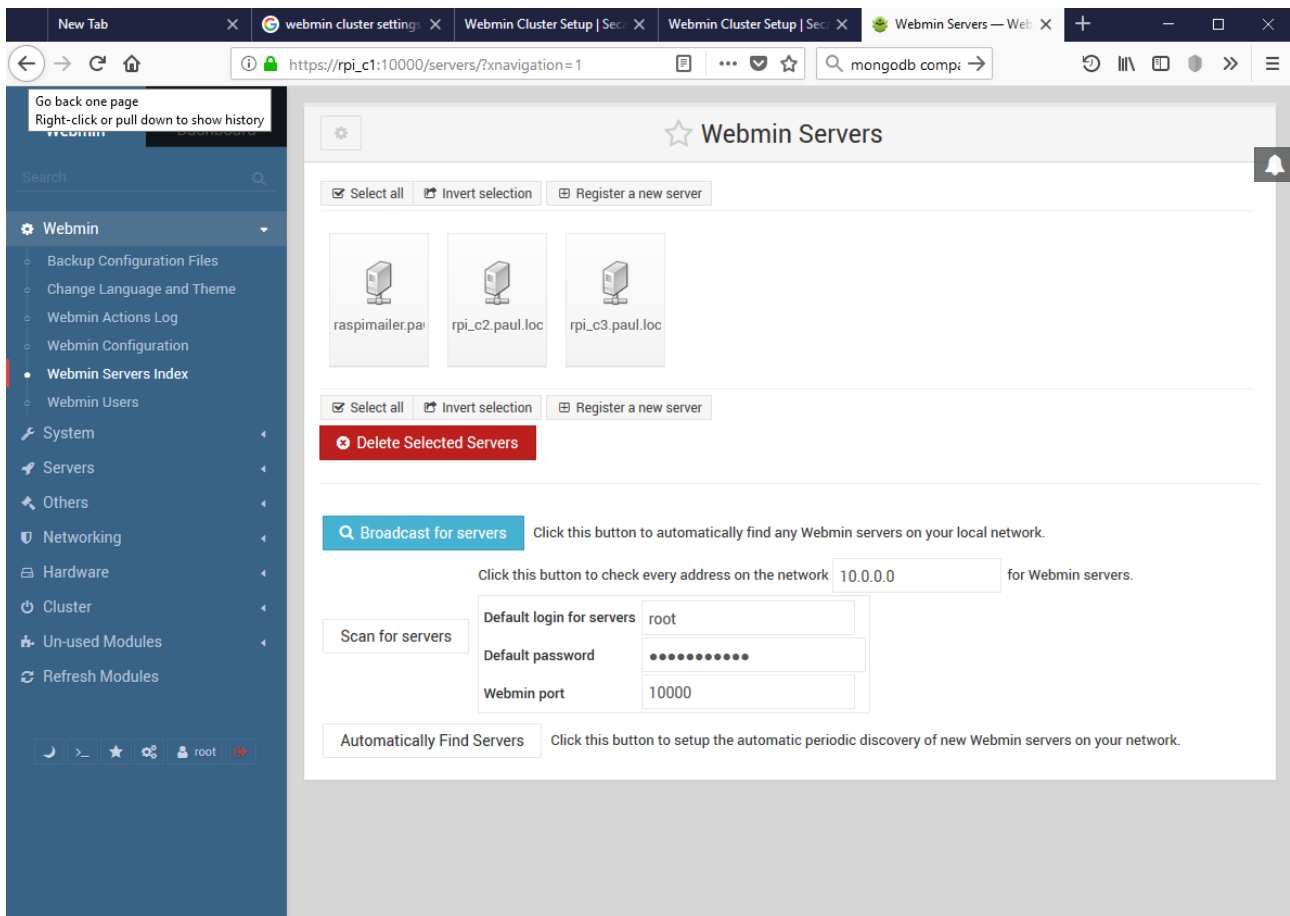 New Tab
webmin cluster settings
Webmin Cluster Setup | Seca
Webmin Cluster Setup | Seca
Webmin Servers — Web
https://rpi_c1:10000/servers/?xnavigation=1
mongodb compa
Go back one page
Right-click or pull down to show history
Webmin
Dashboard
Search
Webmin
Backup Configuration Files
Change Language and Theme
Webmin Actions Log
Webmin Configuration
Webmin Servers Index
Webmin Users
System
Servers
Others
Networking
Hardware
Cluster
Un-used Modules
Refresh Modules
root
Webmin Servers
Select all Invert selection Register a new server
raspimailer.pau rpi_c2.paul.loc rpi_c3.paul.loc
Select all Invert selection Register a new server
Delete Selected Servers
Broadcast for servers Click this button to automatically find any Webmin servers on your local network.
Click this button to check every address on the network 10.0.0.0 for Webmin servers.
Scan for servers
Default login for servers root
Default password
Webmin port 10000
Automatically Find Servers Click this button to setup the automatic periodic discovery of new Webmin servers on your network.